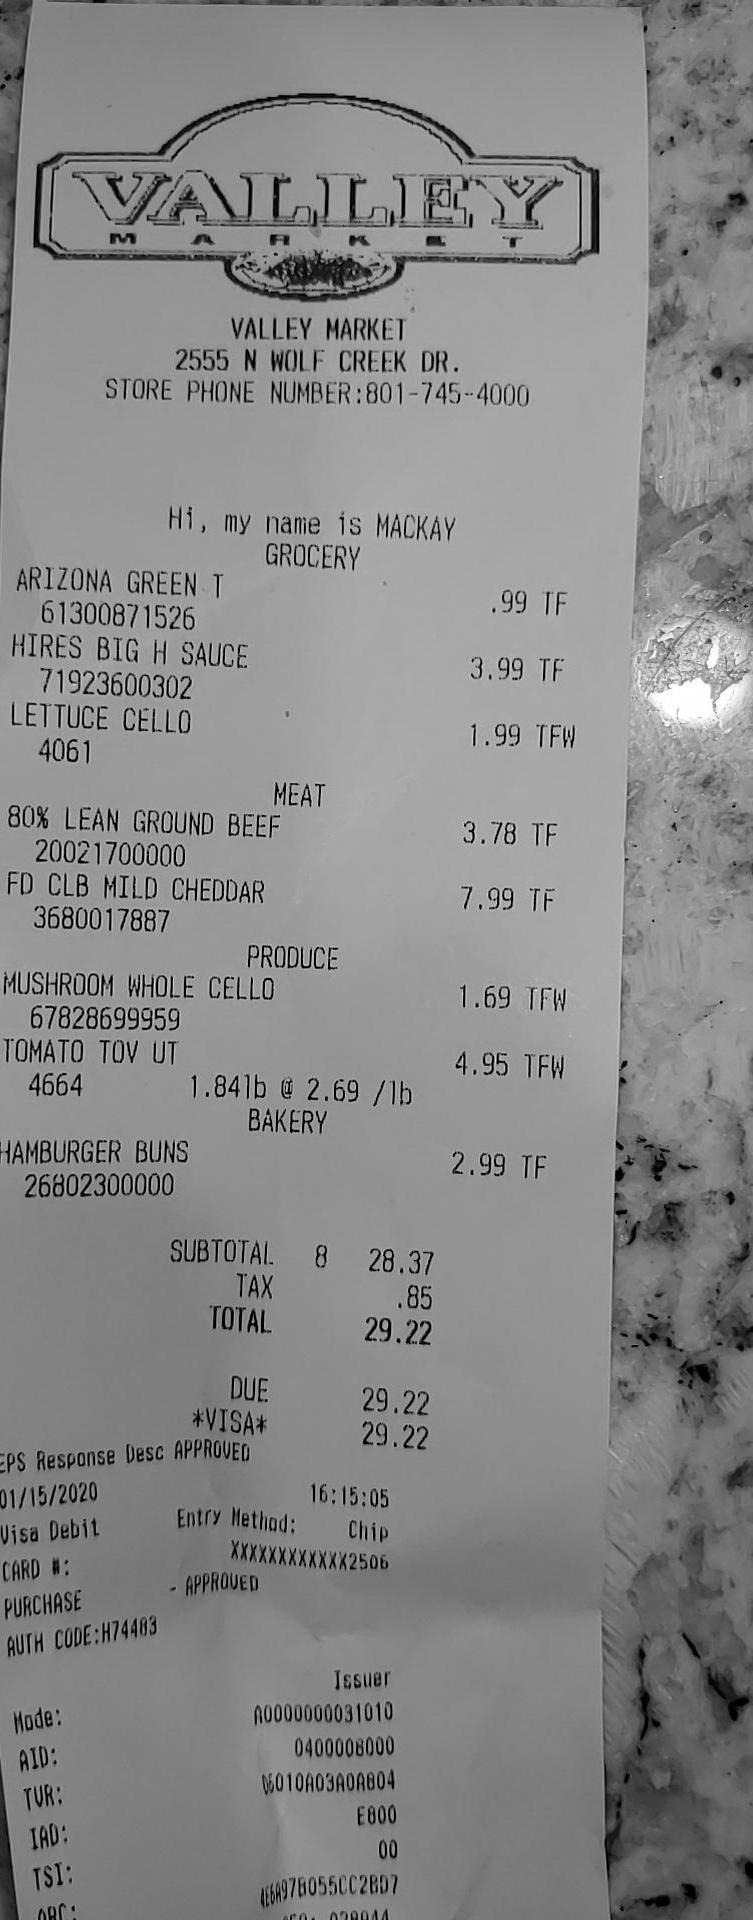 VALLEY
MARKET
VALLEY MARKET
2555 N WOLF CREEK DR.
STORE PHONE NUMBER:801-745-4000
Hi, my name is MACKAY
GROCERY
ARIZONA GREEN T .99 TF
61300871526
HIRES BIG H SAUCE 3.99 TF
71923600302
LETTUCE CELLO 1.99 TFW
4061
MEAT
80% LEAN GROUND BEEF 3.78 TF
20021700000
FD CLB MILD CHEDDAR 7.99 TF
3680017887
PRODUCE
MUSHROOM WHOLE CELLO 1.69 TFW
67828699959
TOMATO TOV UT 4.95 TFW
4664 1.84lb @ 2.69 /lb
BAKERY
HAMBURGER BUNS 2.99 TF
26802300000
SUBTOTAL 8 28.37
TAX .85
TOTAL 29.22
DUE 29.22
*VISA* 29.22
EPS Response Desc APPROVED
01/15/2020 16:15:05
Visa Debit Entry Method: Chip
CARD #: XXXXXXXXXXXX2506
PURCHASE - APPROVED
AUTH CODE:H74483
Issuer
Mode: A0000000031010
AID: 0400008000
TVR: 06010A03A0A804
IAD: E800
TSI: 00
ARC: